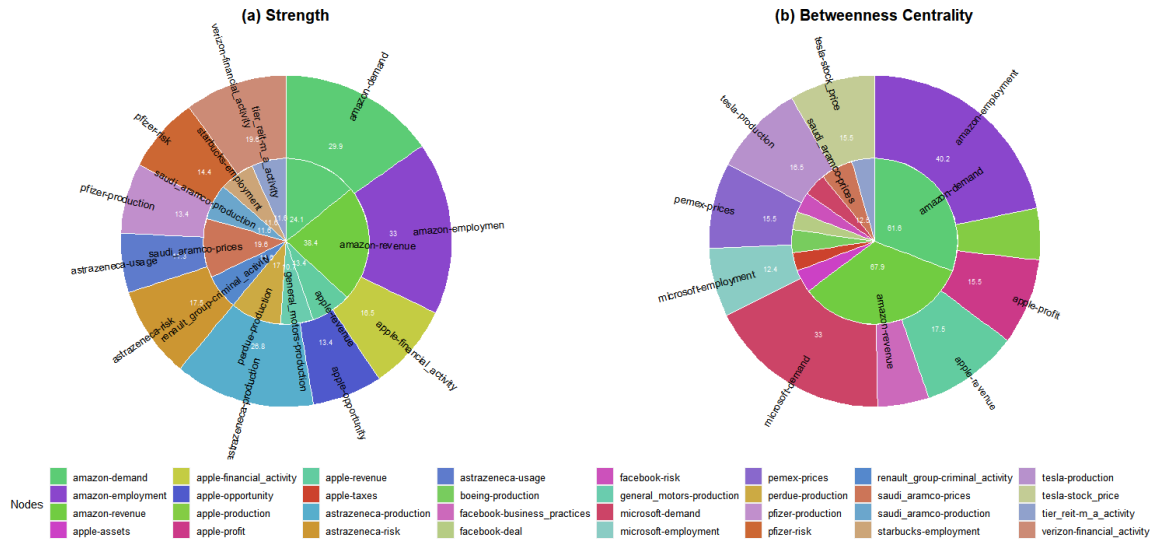 (a) Strength
verizon-financial_activity
tier_reit-m_a_activity
amazon-demand
pfizer-risk
starbucks-employment
29.9
14.4
pfizer-production
saudi_aramco-production
24.1
13.4
11.6
33
amazon-employmen
amazon-revenue
38.4
saudi_aramco-prices
19.6
astrazeneca-usage
renault_group-criminal_activity
17.5
astrazeneca-risk
perdue-production
general_motors-production
apple-revenue
16.5
apple-financial_activity
26.8
astrazeneca-production
13.4
apple-opportunity
(b) Betweenness Centrality
tesla-stock_price
15.5
saudi_aramco-prices
12.6
tesla-production
16.5
amazon-employment
40.2
amazon-demand
61.6
pemex-prices
15.5
microsoft-employment
12.4
67.9
amazon-revenue
15.5
apple-profit
17.5
apple-revenue
33
microsoft-demand
Nodes
amazon-demand
amazon-employment
amazon-revenue
apple-assets
apple-financial_activity
apple-opportunity
apple-production
apple-profit
apple-revenue
apple-taxes
astrazeneca-production
astrazeneca-risk
astrazeneca-usage
boeing-production
facebook-business_practices
facebook-deal
facebook-risk
general_motors-production
microsoft-demand
microsoft-employment
pemex-prices
perdue-production
pfizer-production
pfizer-risk
renault_group-criminal_activity
saudi_aramco-prices
saudi_aramco-production
starbucks-employment
tesla-production
tesla-stock_price
tier_reit-m_a_activity
verizon-financial_activity